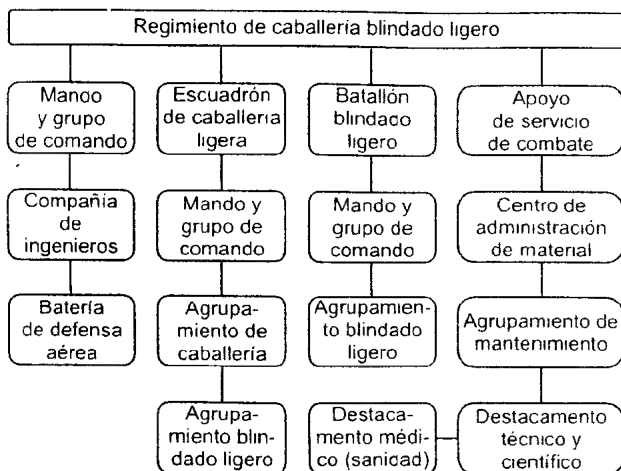 Regimiento de caballería blindado ligero
Mando
y grupo
de comando
Escuadrón
de caballeria
ligera
Batallón
blindado
ligero
Apoyo
de servicio
de combate
Compañía
de
ingenieros
Mando y
grupo de
comando
Mando y
grupo de
comando
Centro de
administración
de material
Batería
de defensa
aérea
Agrupa-
miento de
caballería
Agrupamien-
to blindado
ligero
Agrupamiento de
mantenimiento
Agrupa-
miento blin-
dado ligero
Destaca-
mento médi-
co (sanidad)
Destacamento
técnico y
científico